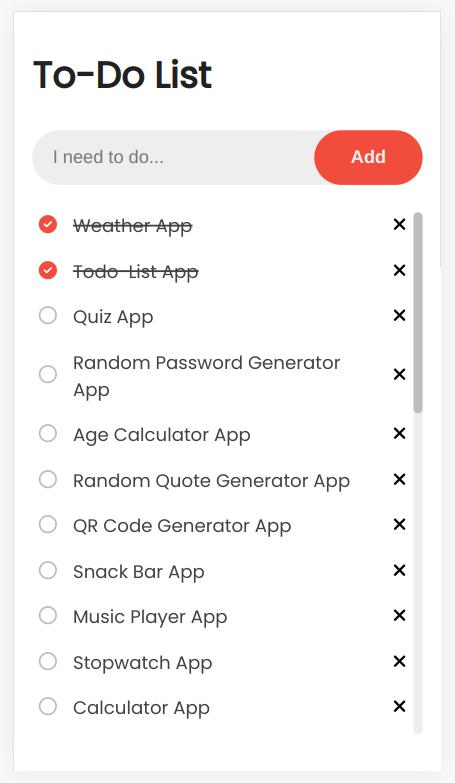 To-Do List
I need to do...
Add
Weather App
Todo-List App
Quiz App
Random Password Generator
App
Age Calculator App
Random Quote Generator App
QR Code Generator App
Snack Bar App
Music Player App
Stopwatch App
Calculator App